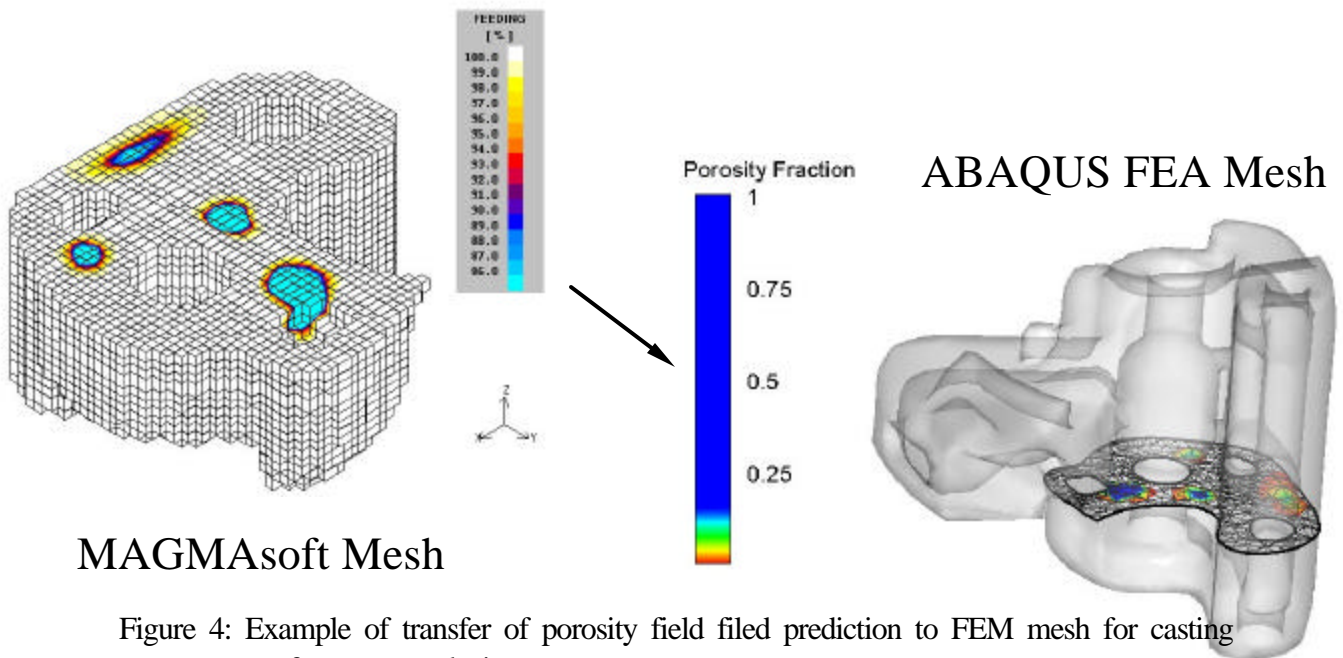 FEEDING
[%]
100.0
99.0
98.0
97.0
96.0
95.0
94.0
93.0
92.0
91.0
90.0
89.0
88.0
87.0
86.0
Z
X
Y
MAGMAsoft Mesh
Porosity Fraction
1
0.75
0.5
0.25
ABAQUS FEA Mesh
Figure 4: Example of transfer of porosity field filed prediction to FEM mesh for casting